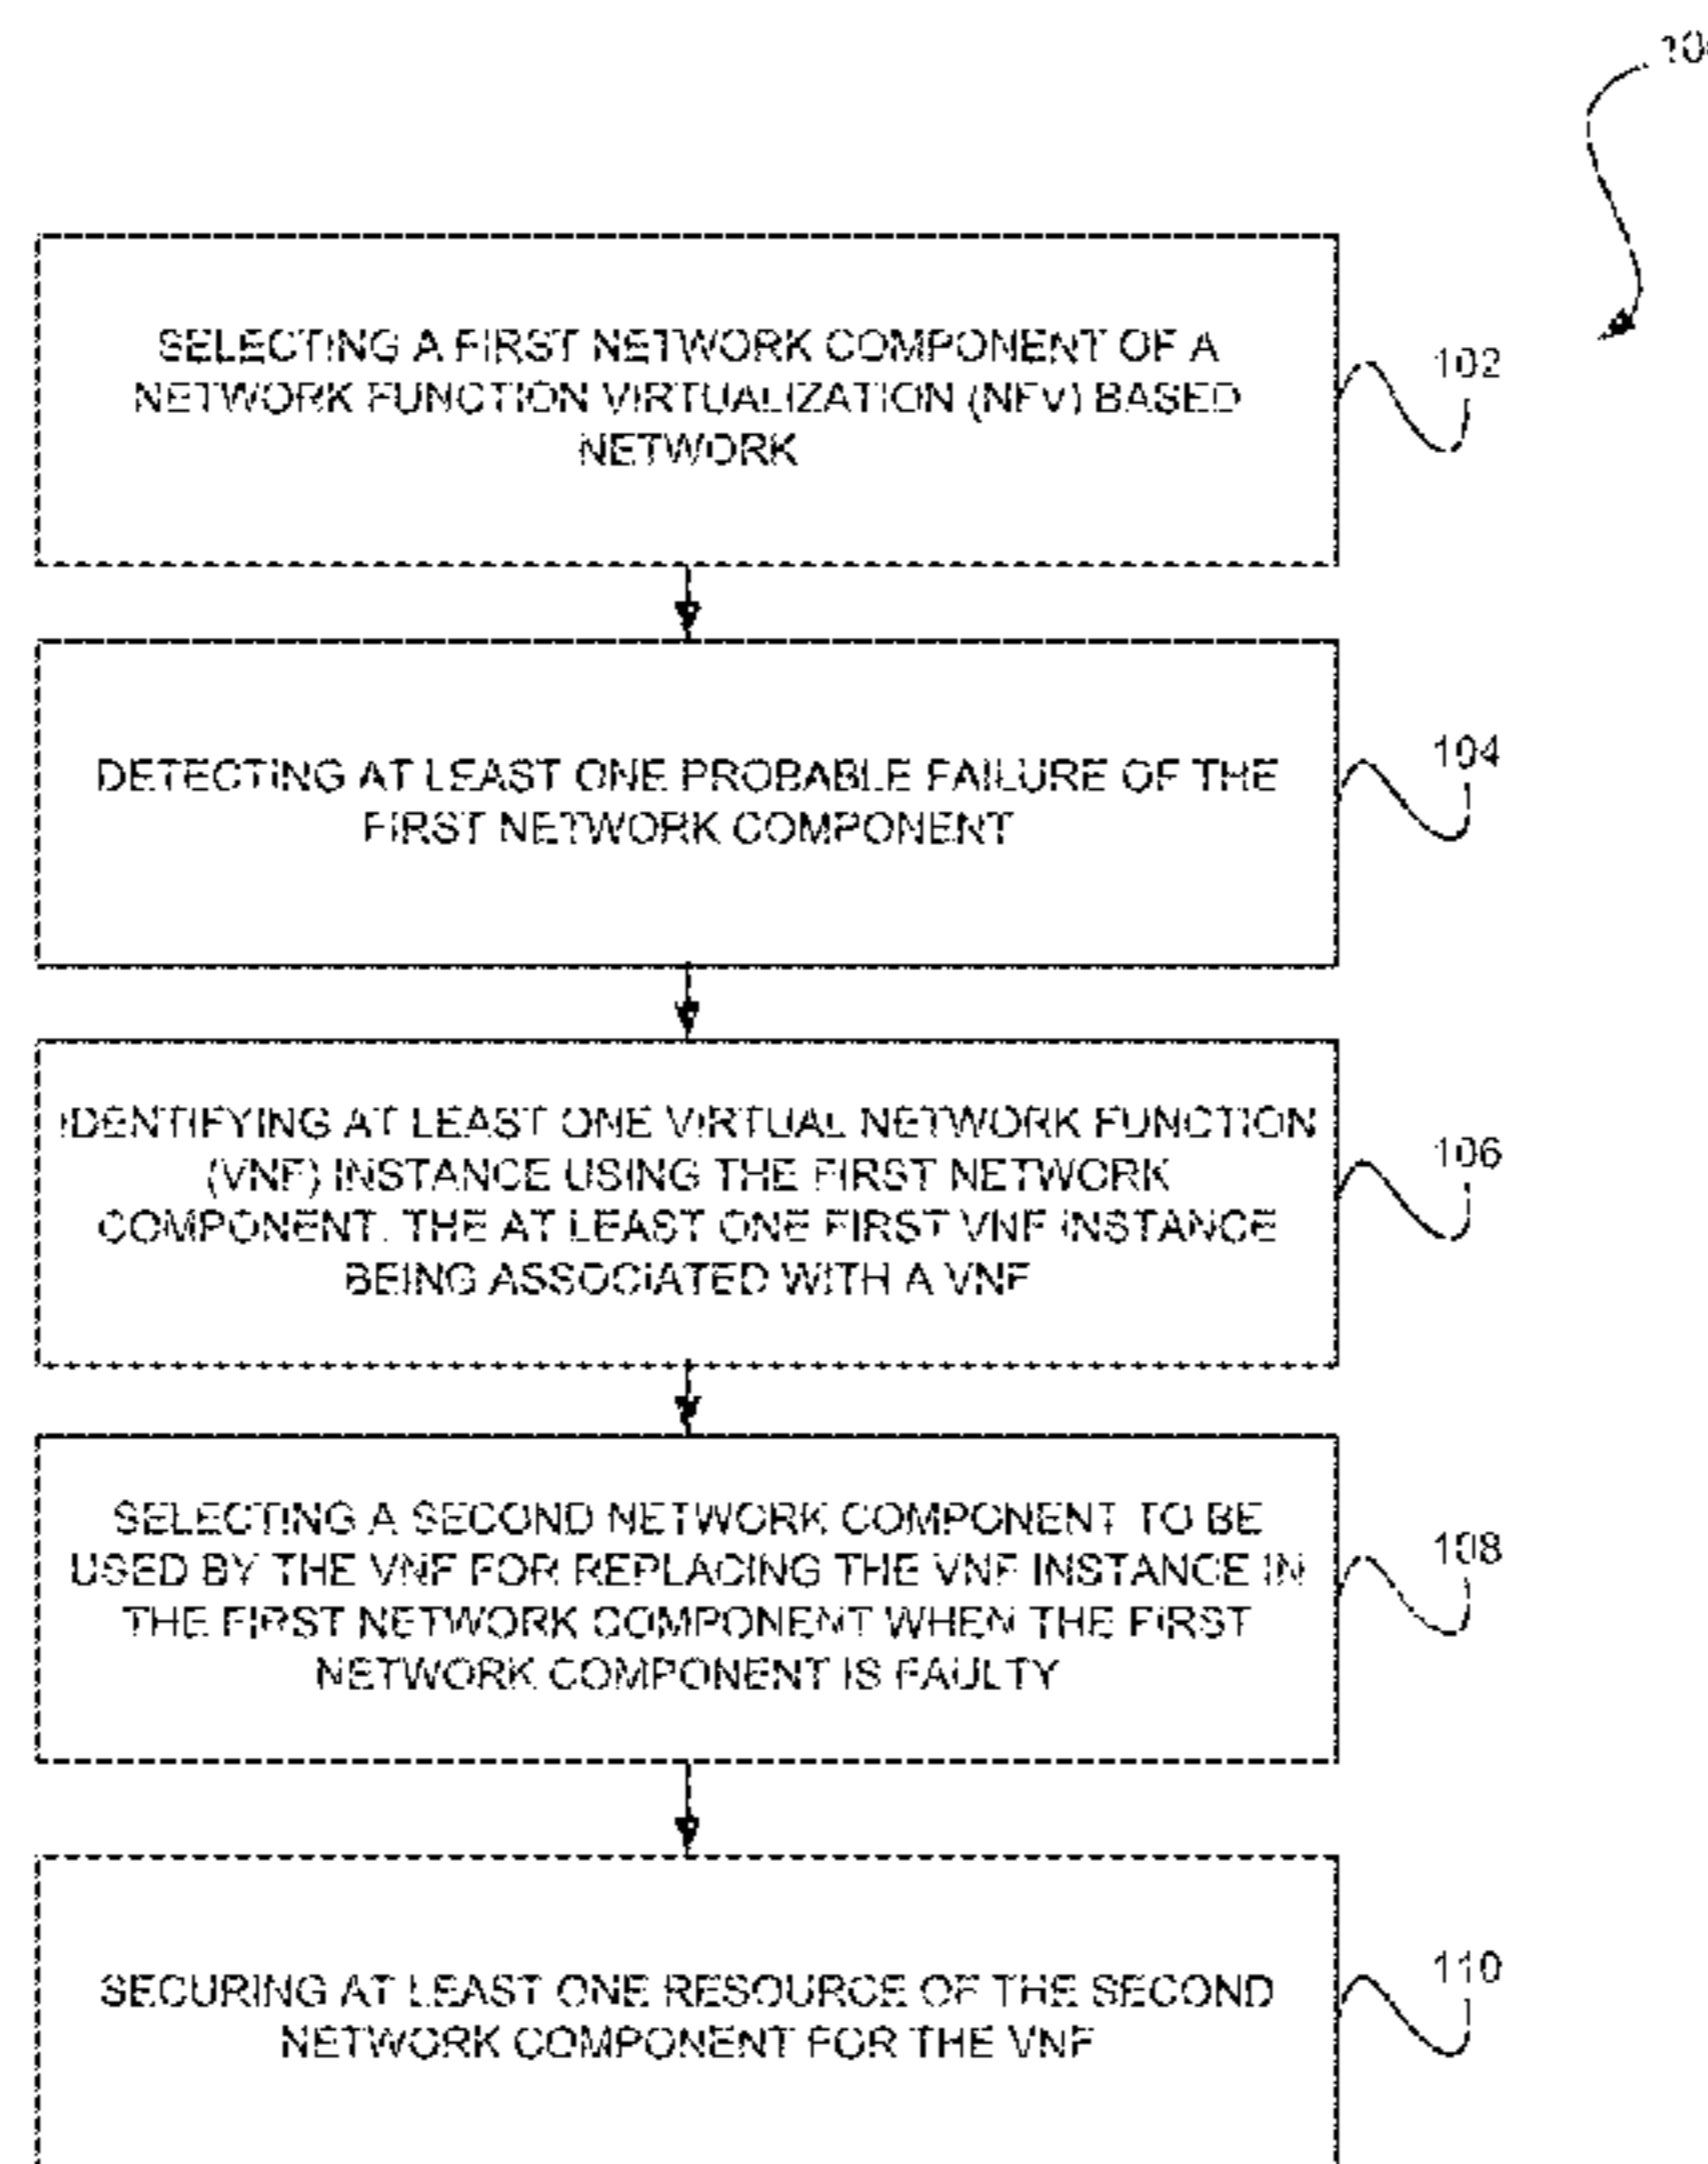 SELECTING A FIRST NETWORK COMPONENT OF A
NETWORK FUNCTION VIRTUALIZATION (NFV) BASED
NETWORK
102
DETECTING AT LEAST ONE PROBABLE FAILURE OF THE
FIRST NETWORK COMPONENT
104
IDENTIFYING AT LEAST ONE VIRTUAL NETWORK FUNCTION
(VNF) INSTANCE USING THE FIRST NETWORK
COMPONENT, THE AT LEAST ONE FIRST VNF INSTANCE
BEING ASSOCIATED WITH A VNF
106
SELECTING A SECOND NETWORK COMPONENT TO BE
USED BY THE VNF FOR REPLACING THE VNF INSTANCE IN
THE FIRST NETWORK COMPONENT WHEN THE FIRST
NETWORK COMPONENT IS FAULTY
108
SECURING AT LEAST ONE RESOURCE OF THE SECOND
NETWORK COMPONENT FOR THE VNF
110